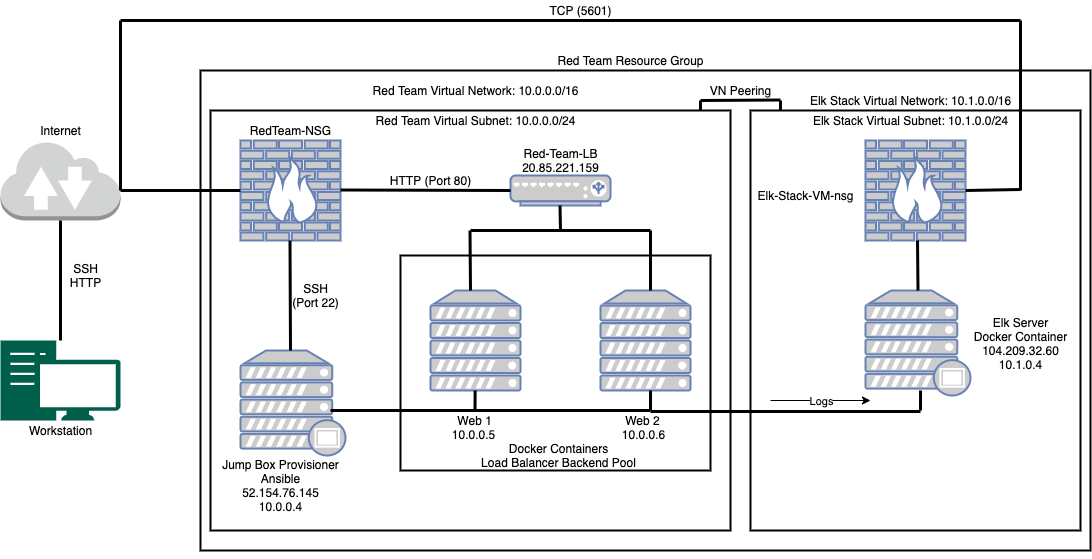 TCP (5601)
Red Team Resource Group
Red Team Virtual Network: 10.0.0.0/16
VN Peering
Elk Stack Virtual Network: 10.1.0.0/16
Red Team Virtual Subnet: 10.0.0.0/24
Elk Stack Virtual Subnet: 10.1.0.0/24
Internet
RedTeam-NSG
Red-Team-LB
20.85.221.159
HTTP (Port 80)
Elk-Stack-VM-nsg
SSH
HTTP
SSH
(Port 22)
Elk Server
Docker Container
104.209.32.60
10.1.0.4
Logs
Workstation
Web 1
10.0.0.5
Web 2
10.0.0.6
Docker Containers
Load Balancer Backend Pool
Jump Box Provisioner
Ansible
52.154.76.145
10.0.0.4